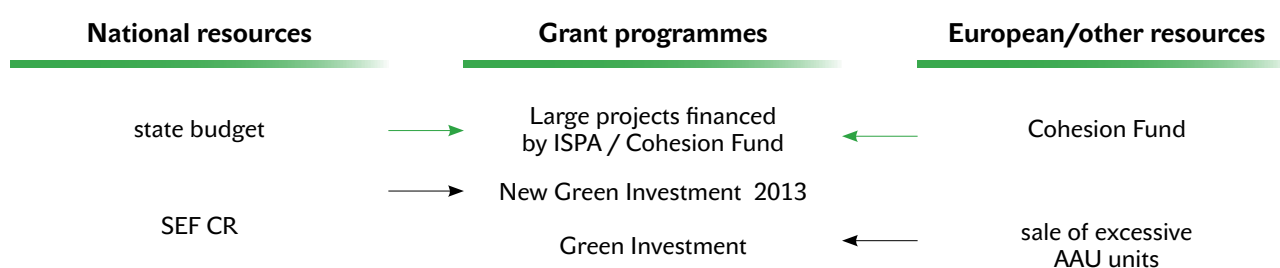 National resources
Grant programmes
European/other resources
state budget
Large projects financed
by ISPA / Cohesion Fund
Cohesion Fund
New Green Investment 2013
SEF CR
Green Investment
sale of excessive
AAU units